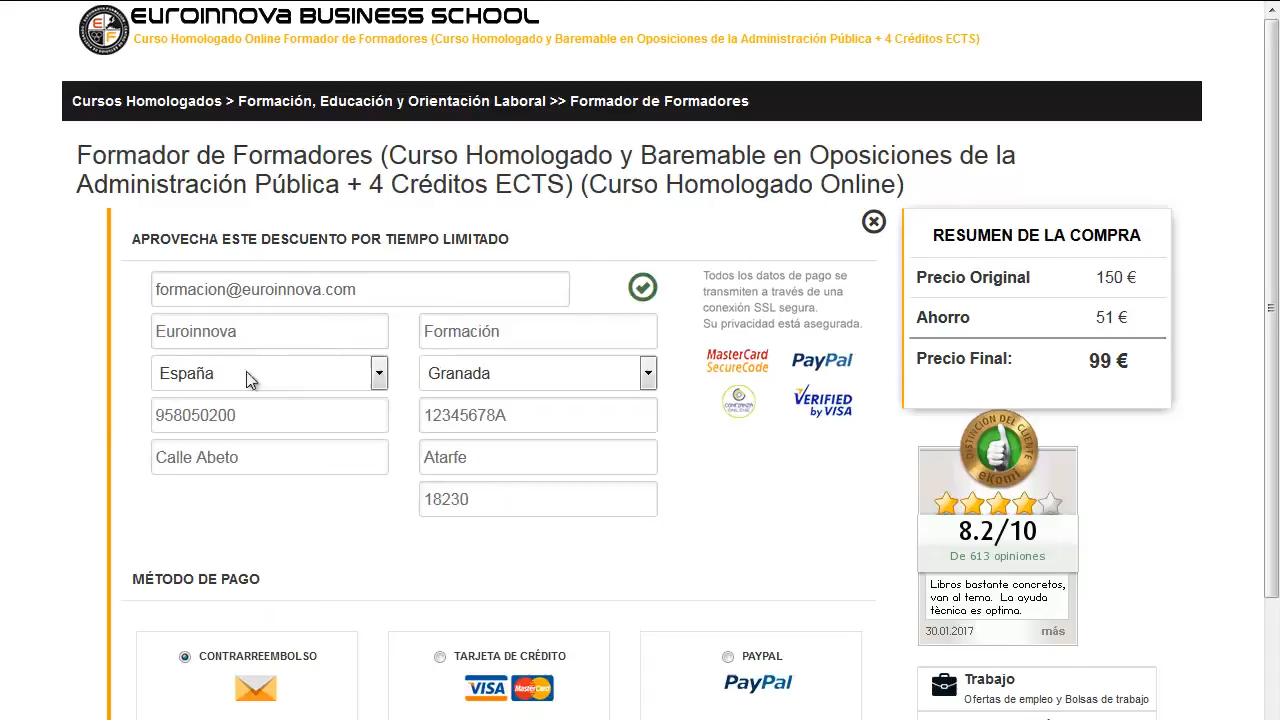 EUROINNOVA BUSINESS SCHOOL
Curso Homologado Online Formador de Formadores (Curso Homologado y Baremable en Oposiciones de la Administración Pública + 4 Créditos ECTS)
Cursos Homologados > Formación, Educación y Orientación Laboral >> Formador de Formadores
Formador de Formadores (Curso Homologado y Baremable en Oposiciones de la
Administración Pública + 4 Créditos ECTS) (Curso Homologado Online)
APROVECHA ESTE DESCUENTO POR TIEMPO LIMITADO
formacion@euroinnova.com
Euroinnova
Formación
España
Granada
958050200
12345678A
Calle Abeto
Atarfe
18230
Todos los datos de pago se
transmiten a través de una
conexión SSL segura.
Su privacidad está asegurada.
MasterCard
SecureCode
PayPal
CONFIANZA
ONLINE
VERIFIED
by VISA
RESUMEN DE LA COMPRA
Precio Original 150 €
Ahorro 51 €
Precio Final: 99 €
DISTINCIÓN DEL CLIENTE
eKomi
8.2/10
De 613 opiniones
Libros bastante concretos,
van al tema. La ayuda
tècnica es optima.
30.01.2017 más
MÉTODO DE PAGO
CONTRARREEMBOLSO
TARJETA DE CRÉDITO
VISA MasterCard
PAYPAL
PayPal
Trabajo
Ofertas de empleo y Bolsas de trabajo